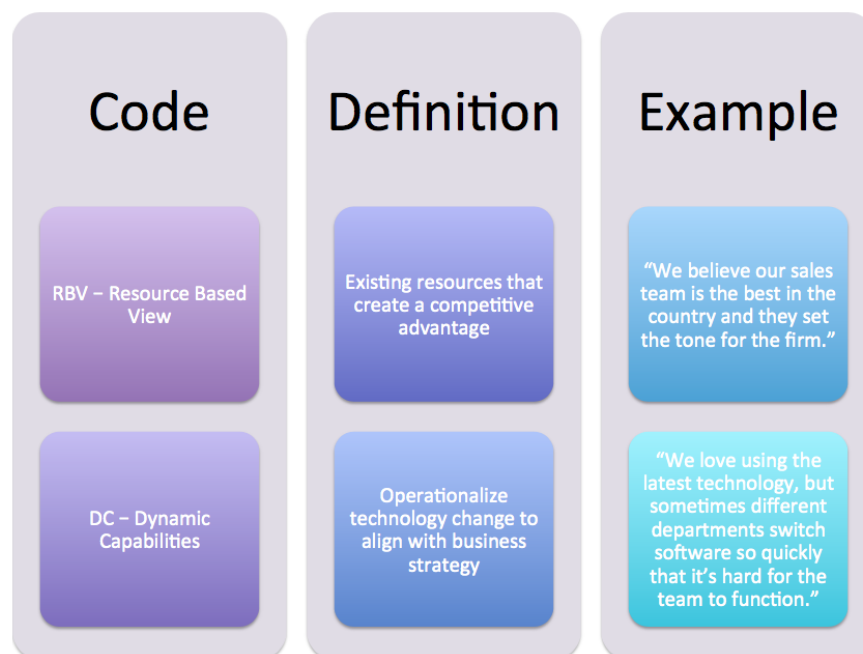 Code
Definition
Example
RBV – Resource Based
View
Existing resources that
create a competitive
advantage
“We believe our sales
team is the best in the
country and they set
the tone for the firm.”
DC – Dynamic
Capabilities
Operationalize
technology change to
align with business
strategy
“We love using the
latest technology, but
sometimes different
departments switch
software so quickly
that it’s hard for the
team to function.”